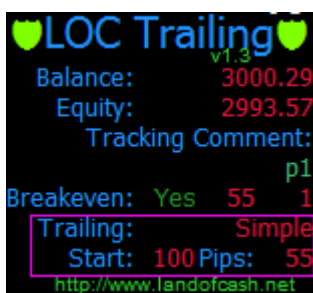 LOC Trailing
v1.3
Balance: 3000.29
Equity: 2993.57
Tracking Comment:
p1
Breakeven: Yes 55 1
Trailing: Simple
Start: 100 Pips: 55
http://www.landofcash.net